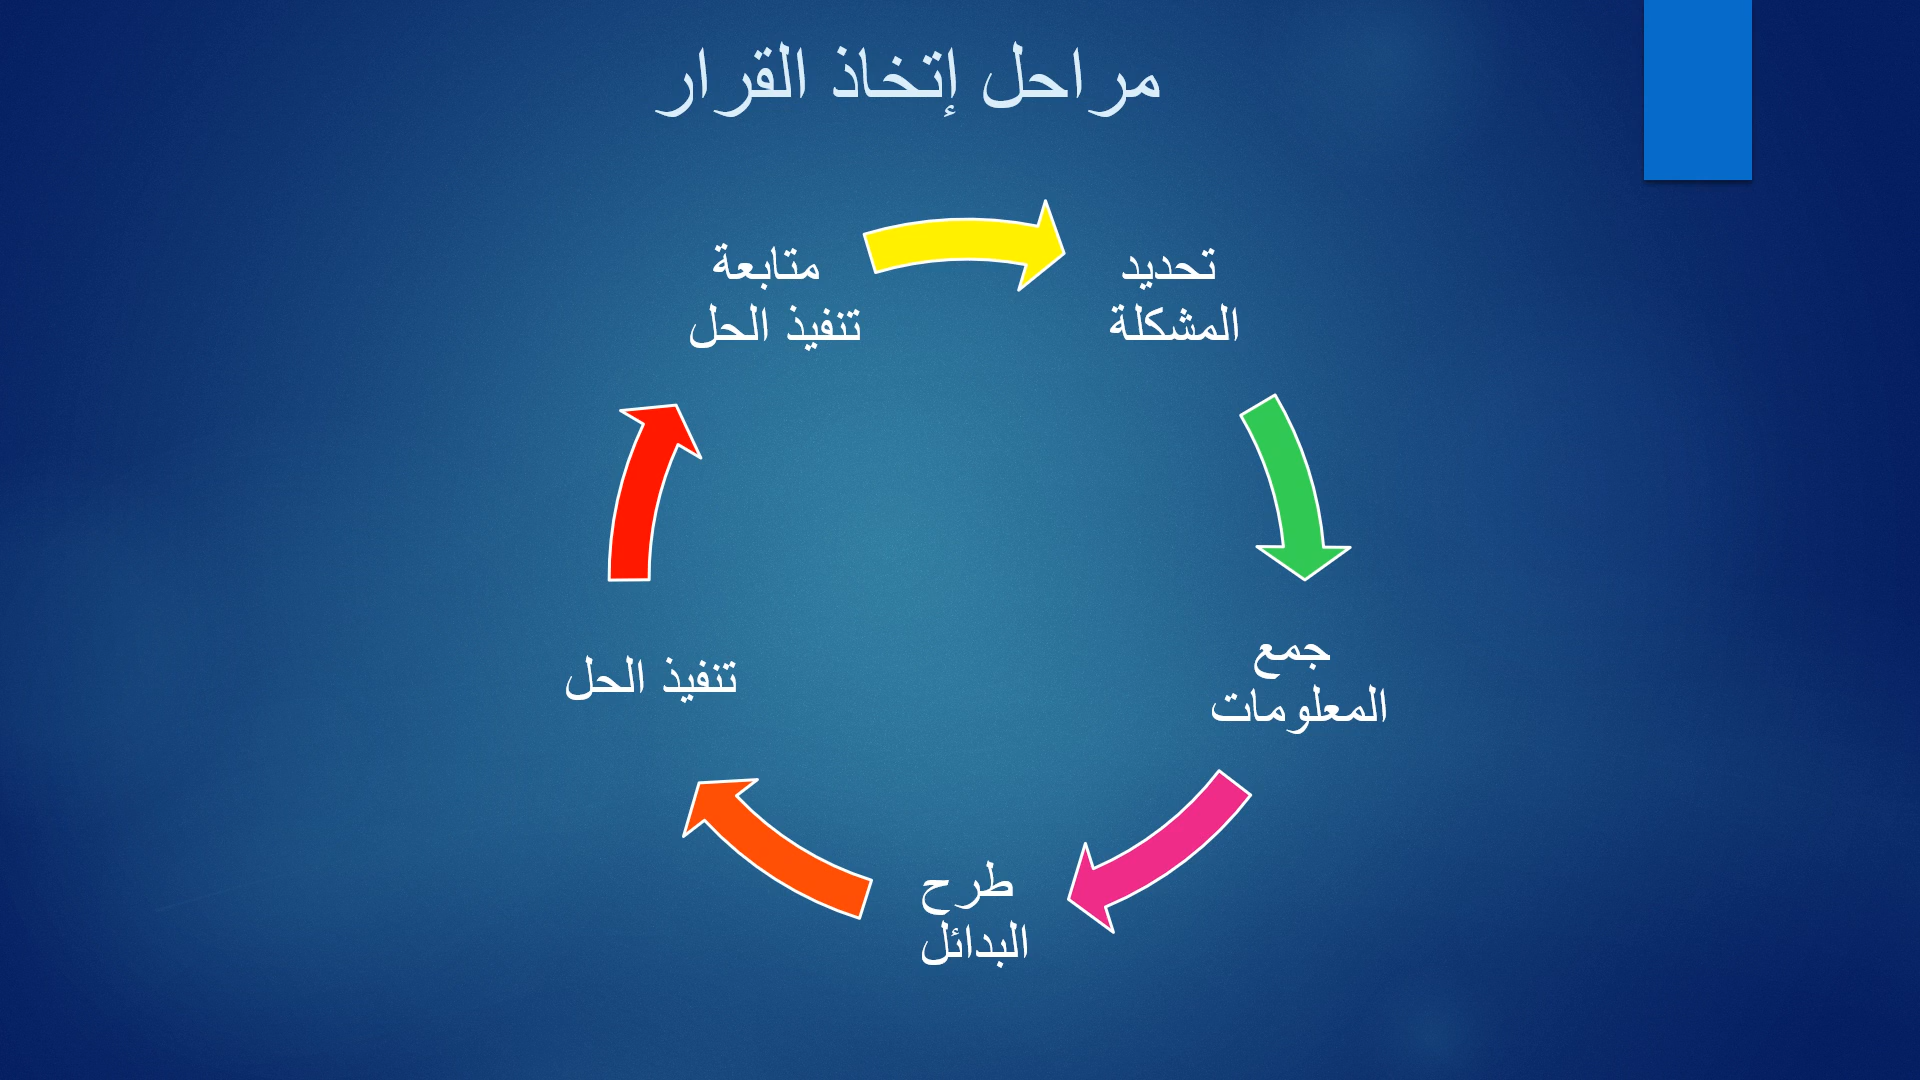 مراحل إتخاذ القرار
تحديد
المشكلة
جمع
المعلومات
طرح
البدائل
تنفيذ الحل
متابعة
تنفيذ الحل